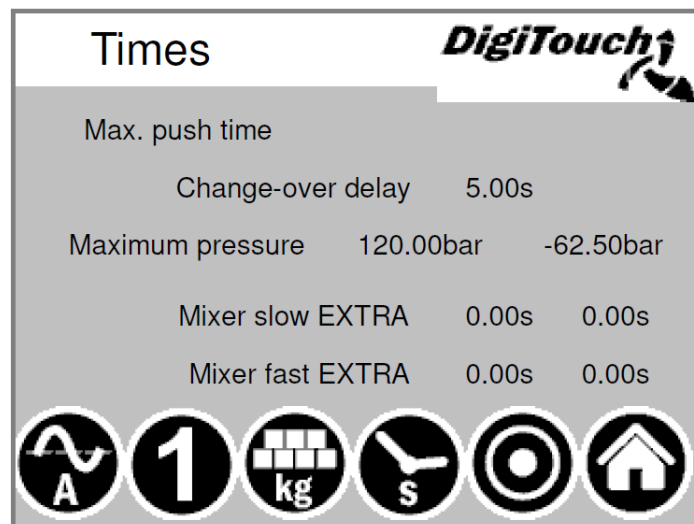 Times
DigiTouch
Max. push time
Change-over delay 5.00s
Maximum pressure 120.00bar -62.50bar
Mixer slow EXTRA 0.00s 0.00s
Mixer fast EXTRA 0.00s 0.00s
A 1 kg s